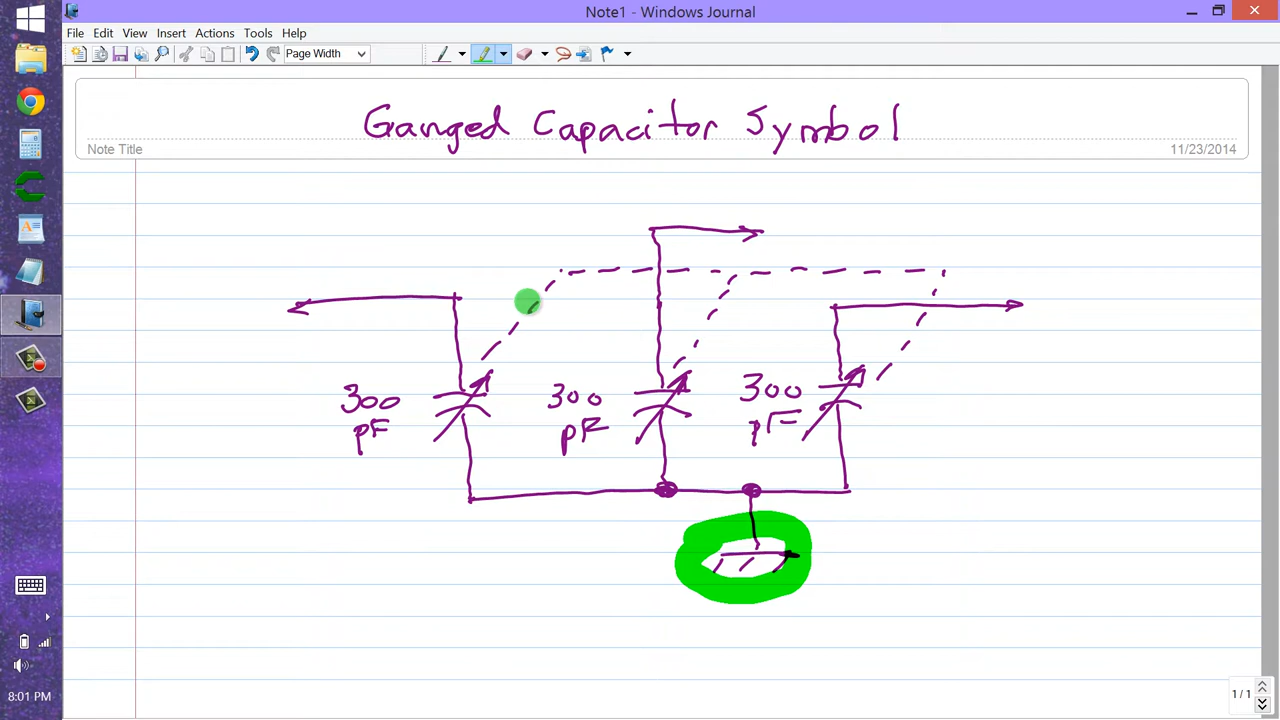 Note1 - Windows Journal
File Edit View Insert Actions Tools Help
Page Width
Ganged Capacitor Symbol
Note Title
11/23/2014
300 pF
300 pF
300 pF
8:01 PM
1 / 1